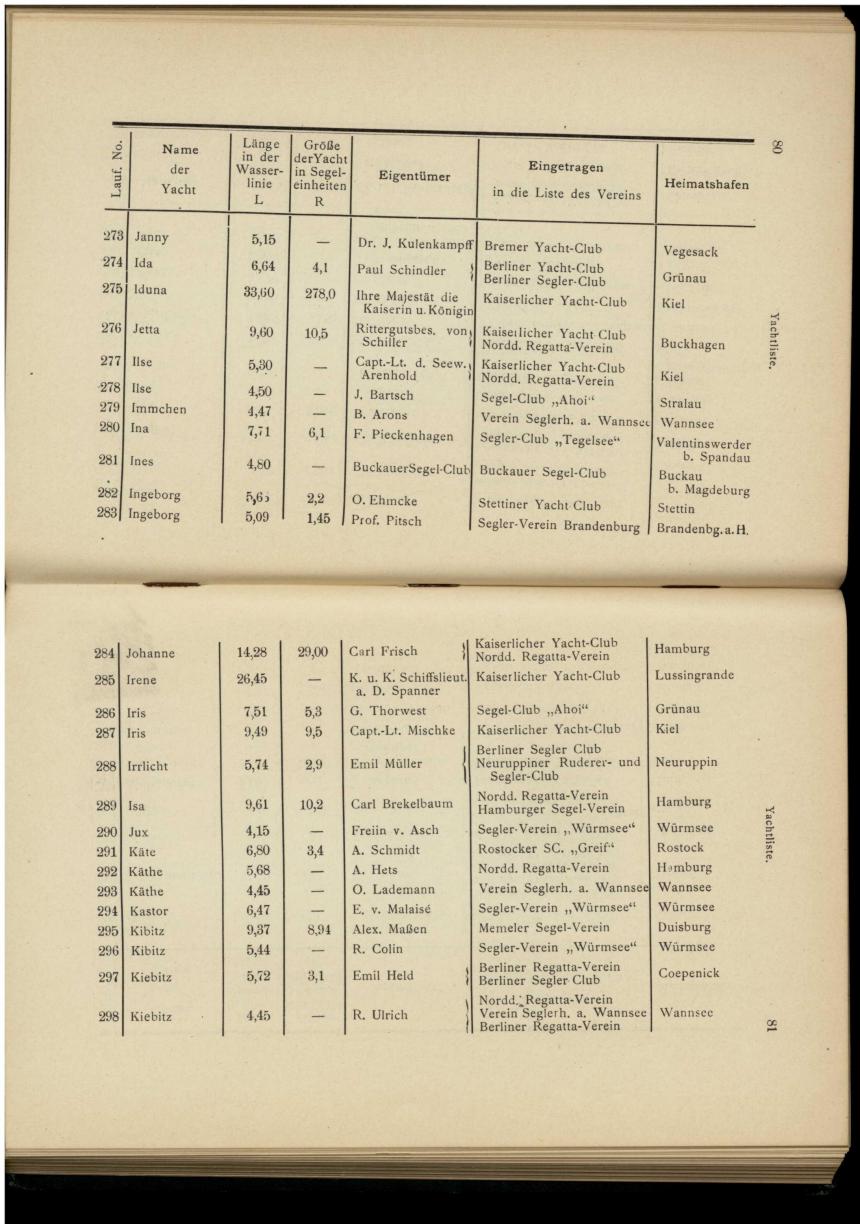 80
Yachtliste.
Lauf. No.
Name der Yacht
Länge in der Wasser-linie L
Größe der Yacht in Segel-einheiten R
Eigentümer
Eingetragen in die Liste des Vereins
Heimatshafen
273 Janny 5,15 — Dr. J. Kulenkampff Bremer Yacht-Club Vegesack
274 Ida 6,64 4,1 Paul Schindler Berliner Yacht-Club Grünau
Berliner Segler-Club
275 Iduna 33,60 278,0 Ihre Majestät die Kaiserlicher Yacht-Club Kiel
Kaiserin u. Königin
276 Jetta 9,60 10,5 Rittergutsbes. von Kaiserlicher Yacht-Club Buckhagen
Schiller Nordd. Regatta-Verein
277 Ilse 5,30 — Capt.-Lt. d. Seew. Kaiserlicher Yacht-Club Kiel
Arenhold Nordd. Regatta-Verein
278 Ilse 4,50 — J. Bartsch Segel-Club „Ahoi“ Stralau
279 Immchen 4,47 — B. Arons Verein Seglerh. a. Wannsee Wannsee
280 Ina 7,71 6,1 F. Pieckenhagen Segler-Club „Tegelsee“ Valentinswerder
b. Spandau
281 Ines 4,80 — Buckauer Segel-Club Buckauer Segel-Club Buckau
b. Magdeburg
282 Ingeborg 2,2 O. Ehmcke Stettiner Yacht-Club Stettin
283 Ingeborg 5,09 1,45 Prof. Pitsch Segler-Verein Brandenburg Brandenbg. a. H.
284 Johanne 14,28 29,00 Carl Frisch Kaiserlicher Yacht-Club Hamburg
Nordd. Regatta-Verein
285 Irene 26,45 — K. u. K. Schiffslieut. Kaiserlicher Yacht-Club Lussingrande
a. D. Spanner
286 Iris 7,51 5,3 G. Thorwest Segel-Club „Ahoi“ Grünau
287 Iris 9,49 9,5 Capt.-Lt. Mischke Kaiserlicher Yacht-Club Kiel
Berliner Segler Club
288 Irrlicht 5,74 2,9 Emil Müller Neuruppiner Ruderer- und Neuruppin
Segler-Club
289 Isa 9,61 10,2 Carl Brekelbaum Nordd. Regatta-Verein Hamburg
Hamburger Segel-Verein
290 Jux 4,15 — Freiin v. Asch Segler-Verein „Würmsee“ Würmsee
291 Käte 6,80 3,4 A. Schmidt Rostocker SC. „Greif“ Rostock
292 Käthe 5,68 — A. Hets Nordd. Regatta-Verein Hamburg
293 Käthe 4,45 — O. Lademann Verein Seglerh. a. Wannsee Wannsee
294 Kastor 6,47 — E. v. Malaisé Segler-Verein „Würmsee“ Würmsee
295 Kibitz 9,37 8,94 Alex. Maßen Memeler Segel-Verein Duisburg
296 Kibitz 5,44 — R. Colin Segler-Verein „Würmsee“ Würmsee
297 Kiebitz 5,72 3,1 Emil Held Berliner Regatta-Verein Coepenick
Berliner Segler Club
Nordd. Regatta-Verein
298 Kiebitz 4,45 — R. Ulrich Verein Seglerh. a. Wannsee Wannsee
Berliner Regatta-Verein
Yachtliste.
81